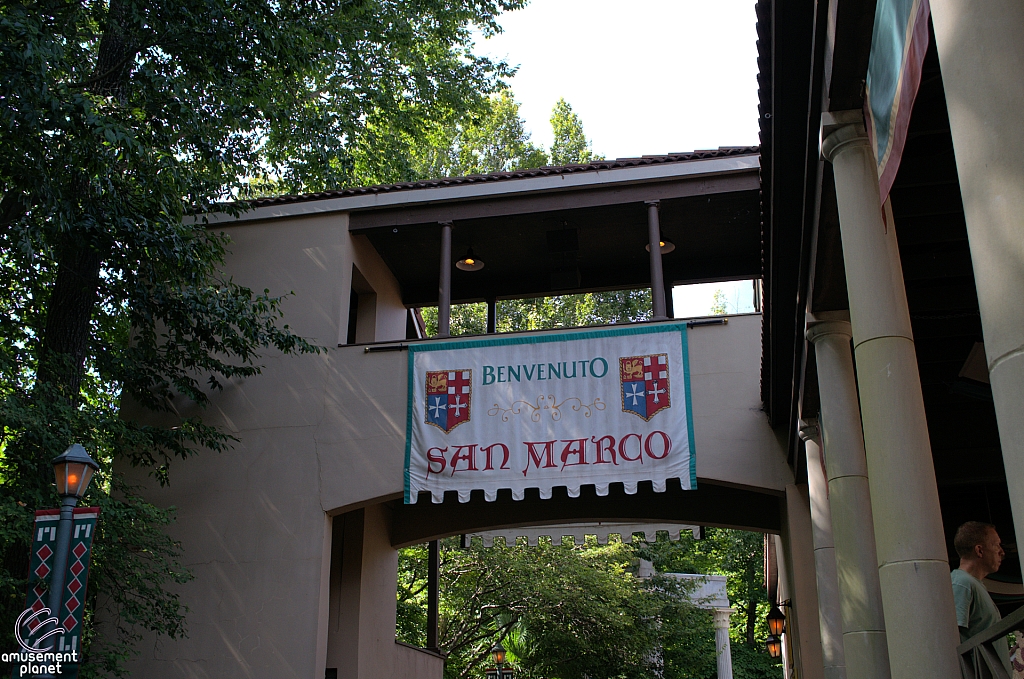 BENVENUTO
SAN MARCO
amusement
planet